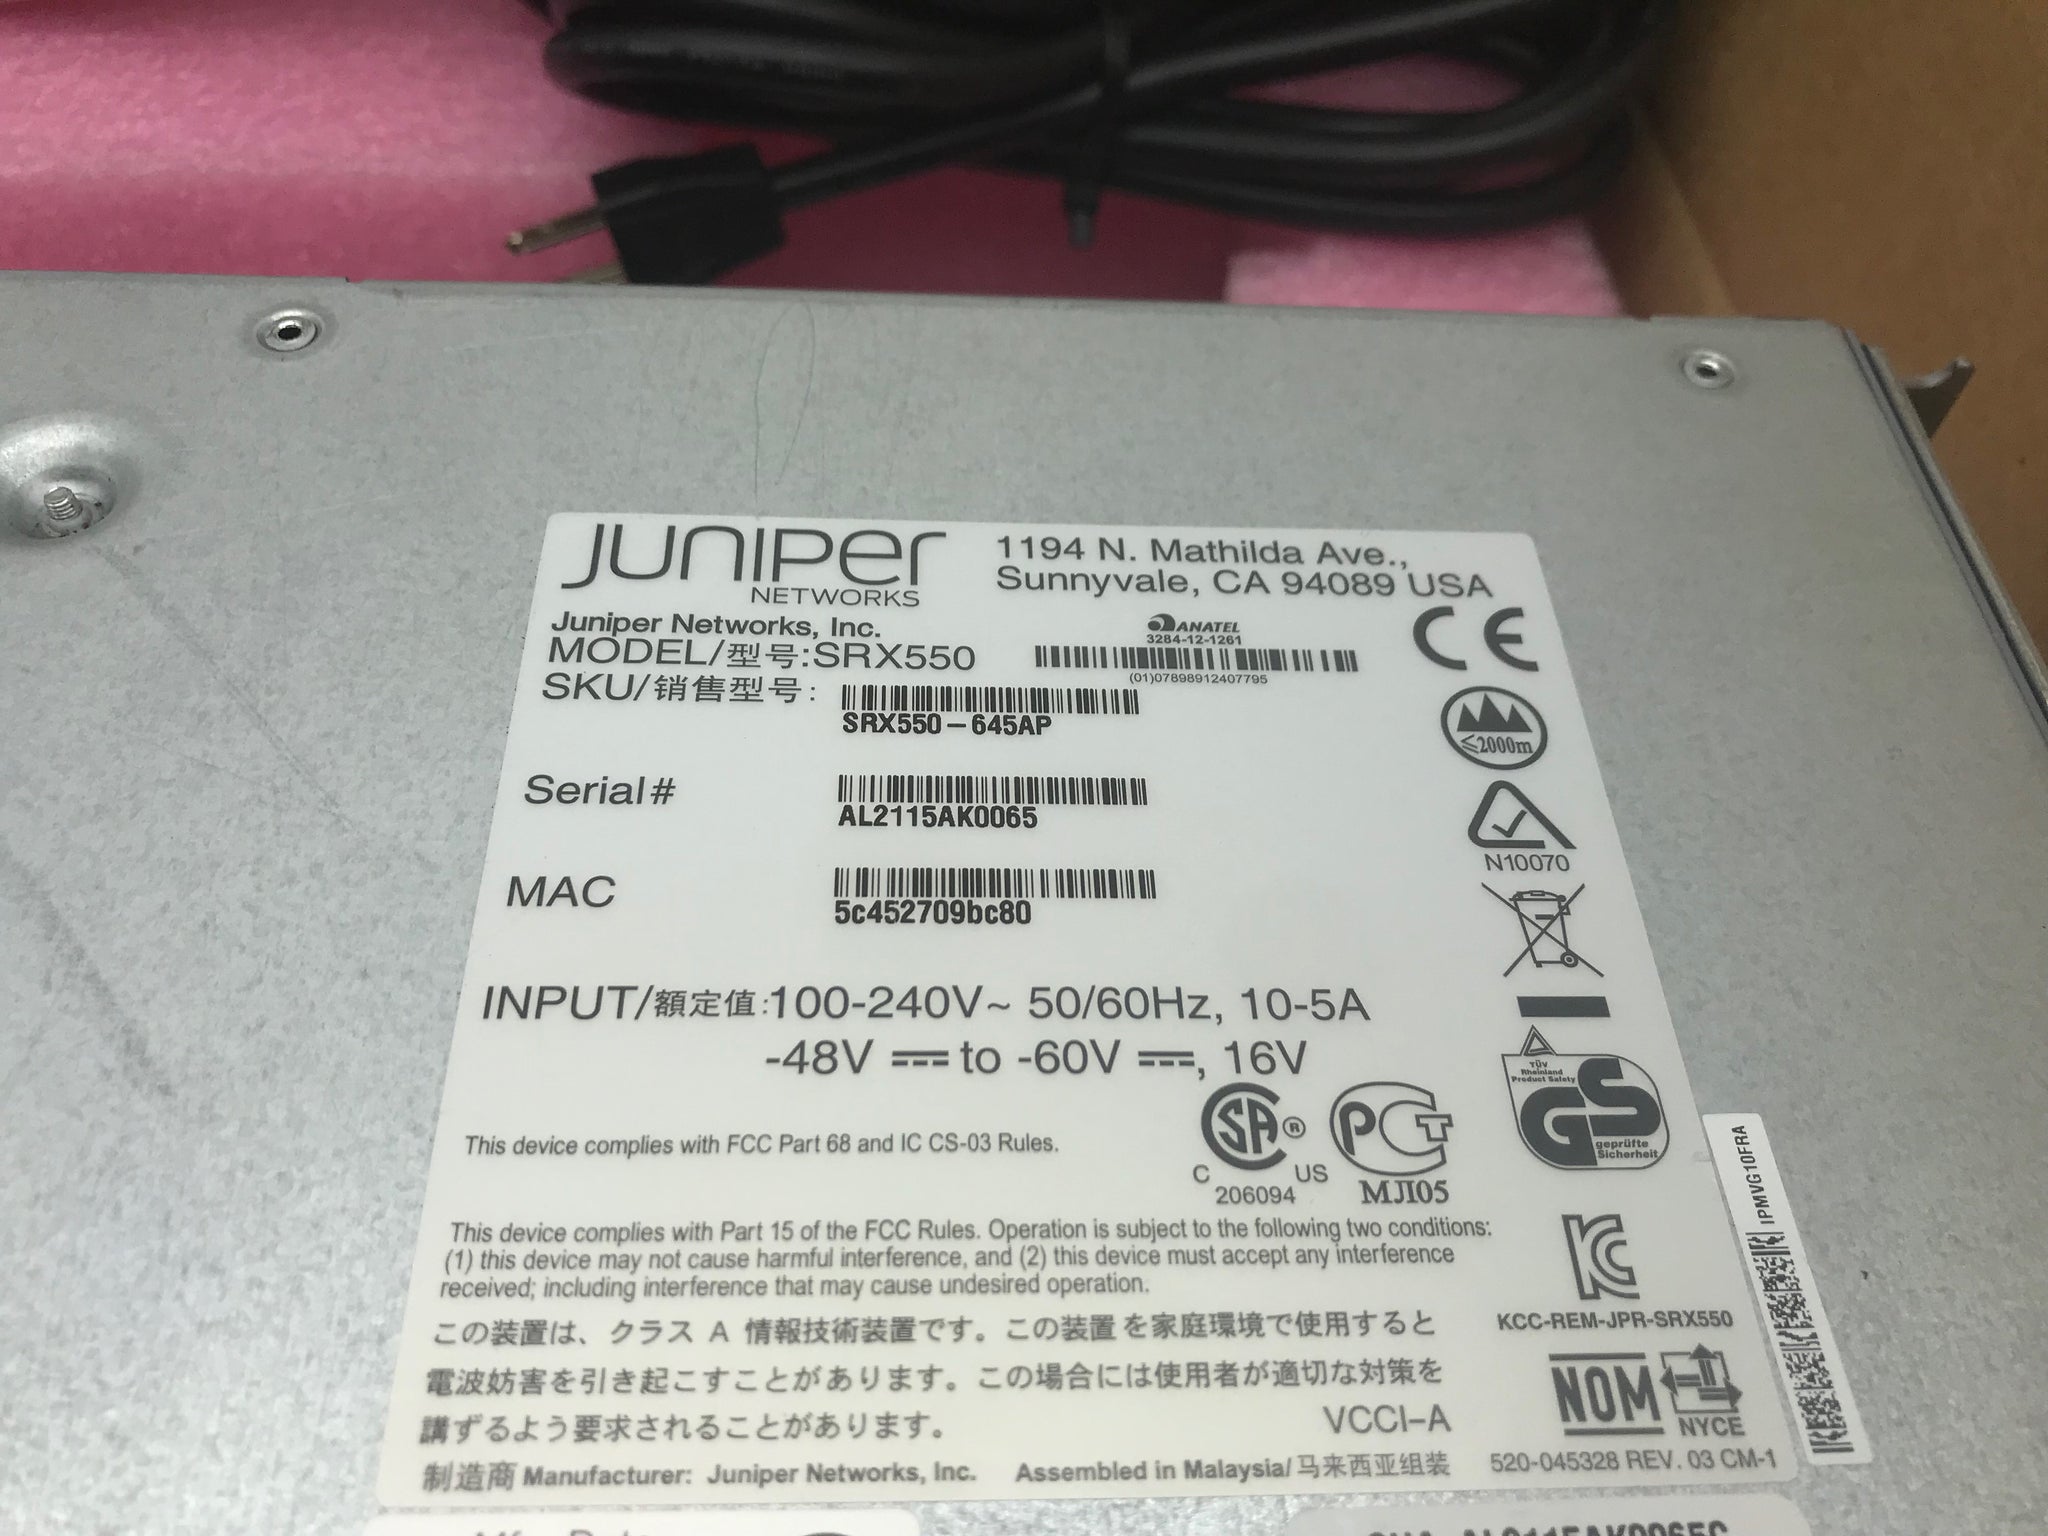 JUNIPER
NETWORKS
1194 N. Mathilda Ave.,
Sunnyvale, CA 94089 USA
Juniper Networks, Inc.
ANATEL
3284-12-1261
MODEL/型号:SRX550
(01)07898912407795
SKU/销售型号:
SRX550-645AP
≤2000m
Serial#
AL2115AK0065
N10070
MAC
5c452709bc80
INPUT/額定值:100-240V~ 50/60Hz, 10-5A
-48V ⎓ to -60V ⎓, 16V
TÜV
Rheinland
Product Safety
GS
geprüfte
Sicherheit
This device complies with FCC Part 68 and IC CS-03 Rules.
SA ®
C US
206094
PCT
МЛ05
IPMVG10FRA
This device complies with Part 15 of the FCC Rules. Operation is subject to the following two conditions:
(1) this device may not cause harmful interference, and (2) this device must accept any interference
received; including interference that may cause undesired operation.
KCC-REM-JPR-SRX550
この装置は、クラス A 情報技術装置です。この装置を家庭環境で使用すると
電波妨害を引き起こすことがあります。この場合には使用者が適切な対策を
講ずるよう要求されることがあります。
VCCI-A
NOM
NYCE
制造商 Manufacturer: Juniper Networks, Inc. Assembled in Malaysia/马来西亚组装
520-045328 REV. 03 CM-1